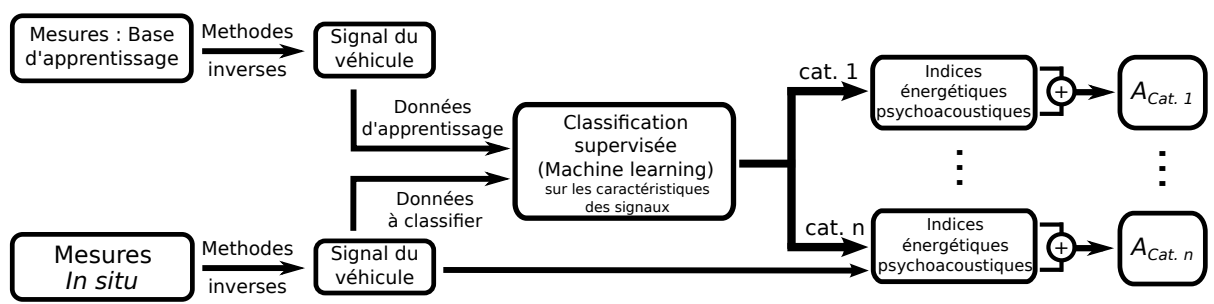 Mesures : Base
d'apprentissage
Methodes
inverses
Signal du
véhicule
Données
d'apprentissage
Classification
supervisée
(Machine learning)
sur les caractéristiques
des signaux
Données
à classifier
Mesures
In situ
Methodes
inverses
Signal du
véhicule
cat. 1
Indices
énergétiques
psychoacoustiques
+
A Cat. 1
cat. n
Indices
énergétiques
psychoacoustiques
+
A Cat. n